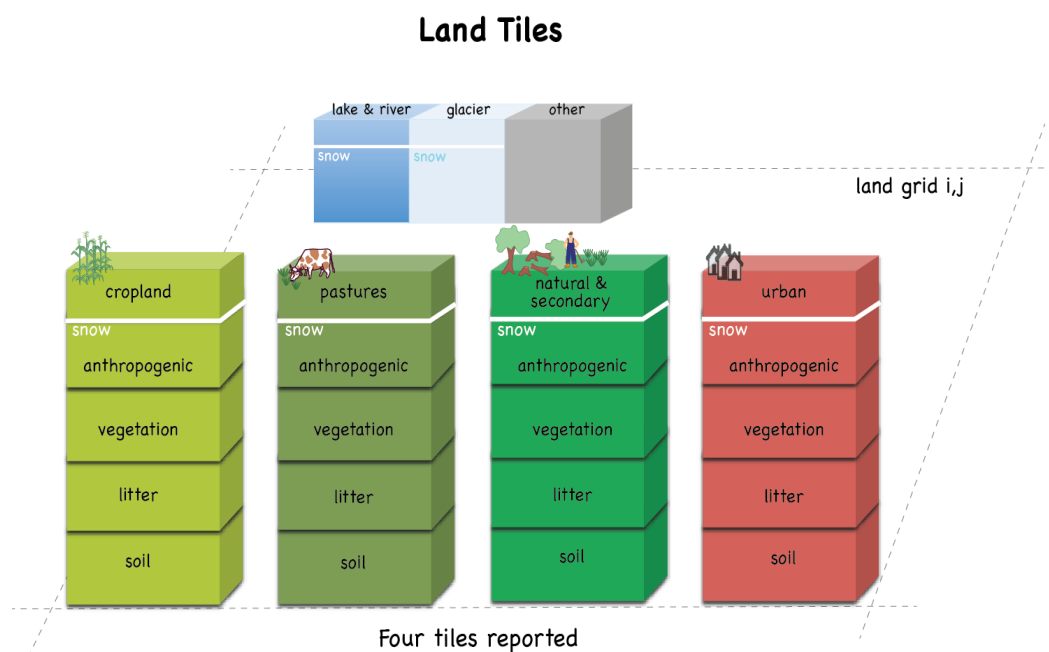 Land Tiles
lake & river
glacier
other
snow
snow
land grid i,j
cropland
snow
anthropogenic
vegetation
litter
soil
pastures
snow
anthropogenic
vegetation
litter
soil
natural &
secondary
snow
anthropogenic
vegetation
litter
soil
urban
snow
anthropogenic
vegetation
litter
soil
Four tiles reported